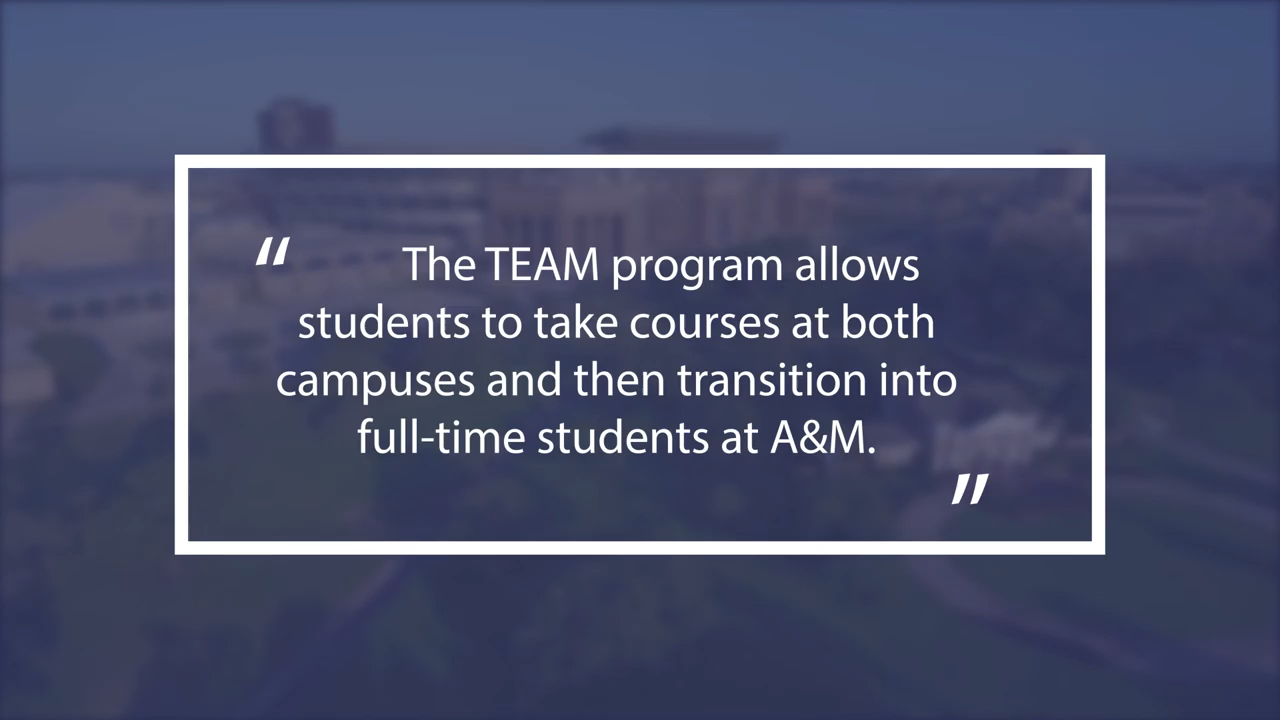 “ The TEAM program allows
students to take courses at both
campuses and then transition into
full-time students at A&M.
”